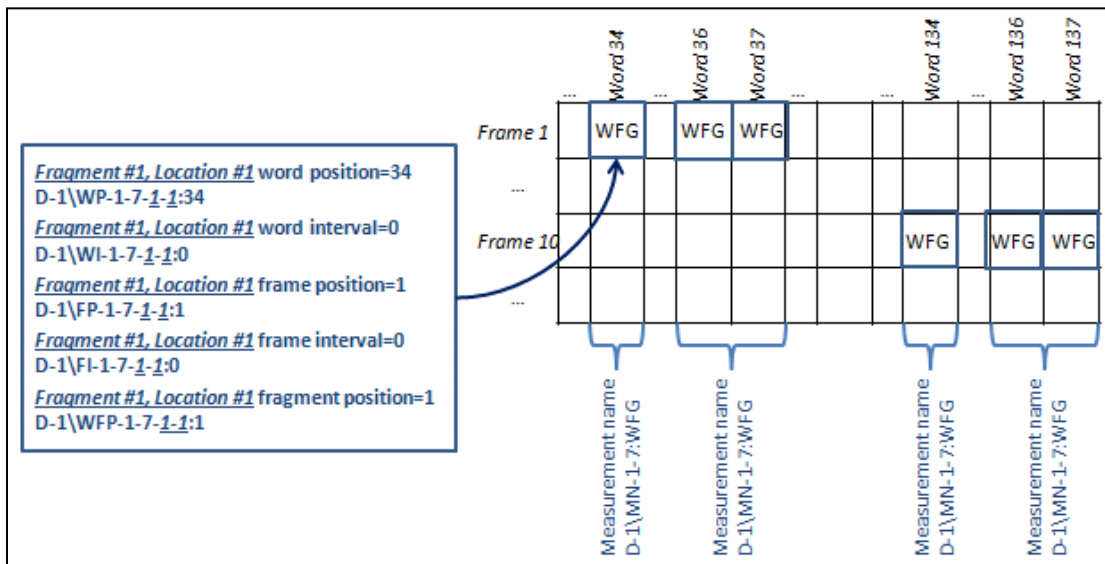 ... Word 34 ... Word 36 Word 37 ... ... Word 134 ... Word 136 Word 137
Frame 1 WFG WFG WFG
...
Frame 10 WFG WFG WFG
...
Fragment #1, Location #1 word position=34
D-1\WP-1-7-1-1:34
Fragment #1, Location #1 word interval=0
D-1\WI-1-7-1-1:0
Fragment #1, Location #1 frame position=1
D-1\FP-1-7-1-1:1
Fragment #1, Location #1 frame interval=0
D-1\FI-1-7-1-1:0
Fragment #1, Location #1 fragment position=1
D-1\WFP-1-7-1-1:1
Measurement name
D-1\MN-1-7:WFG
Measurement name
D-1\MN-1-7:WFG
Measurement name
D-1\MN-1-7:WFG
Measurement name
D-1\MN-1-7:WFG